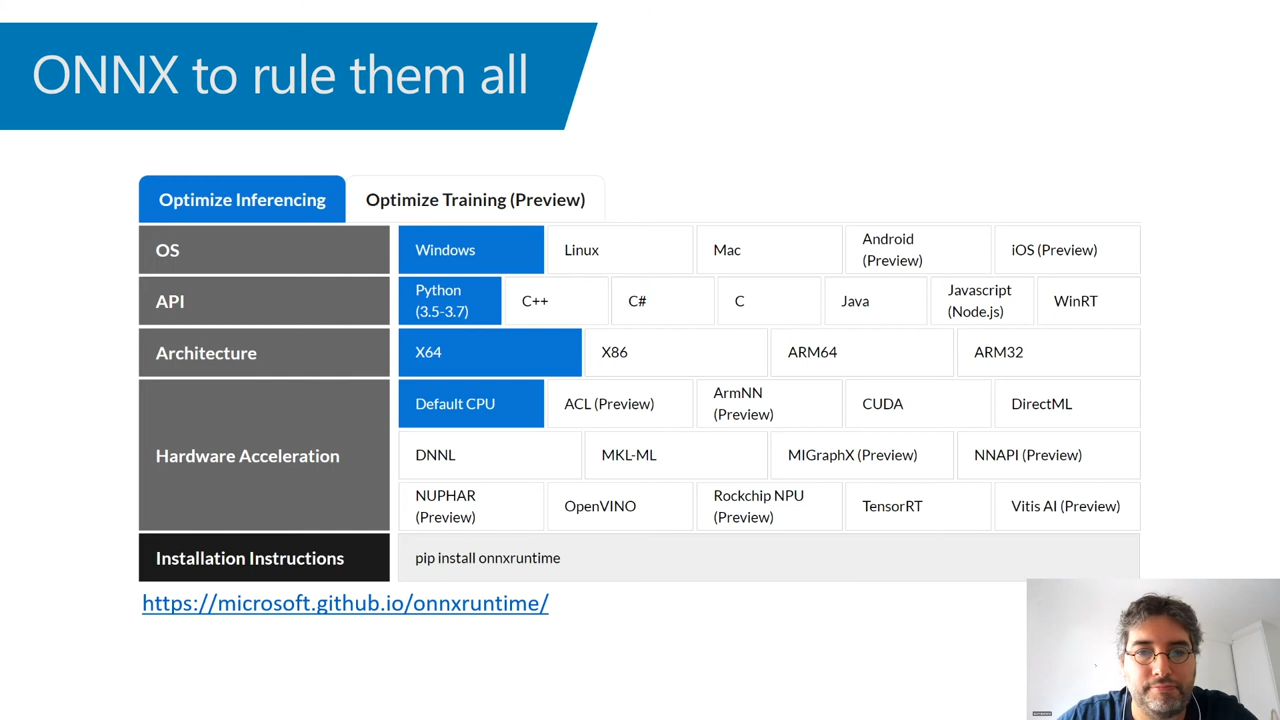 ONNX to rule them all
Optimize Inferencing
Optimize Training (Preview)
OS
Windows
Linux
Mac
Android
(Preview)
iOS (Preview)
API
Python
(3.5-3.7)
C++
C#
C
Java
Javascript
(Node.js)
WinRT
Architecture
X64
X86
ARM64
ARM32
Hardware Acceleration
Default CPU
ACL (Preview)
ArmNN
(Preview)
CUDA
DirectML
DNNL
MKL-ML
MIGraphX (Preview)
NNAPI (Preview)
NUPHAR
(Preview)
OpenVINO
Rockchip NPU
(Preview)
TensorRT
Vitis AI (Preview)
Installation Instructions
pip install onnxruntime
https://microsoft.github.io/onnxruntime/